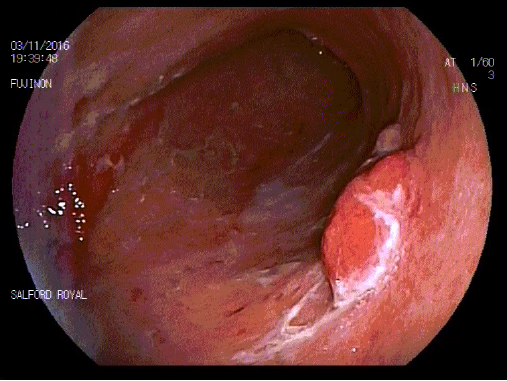 03/11/2016
19:39:48
FUJINON
AT 1/60
3
HNS
SALFORD ROYAL